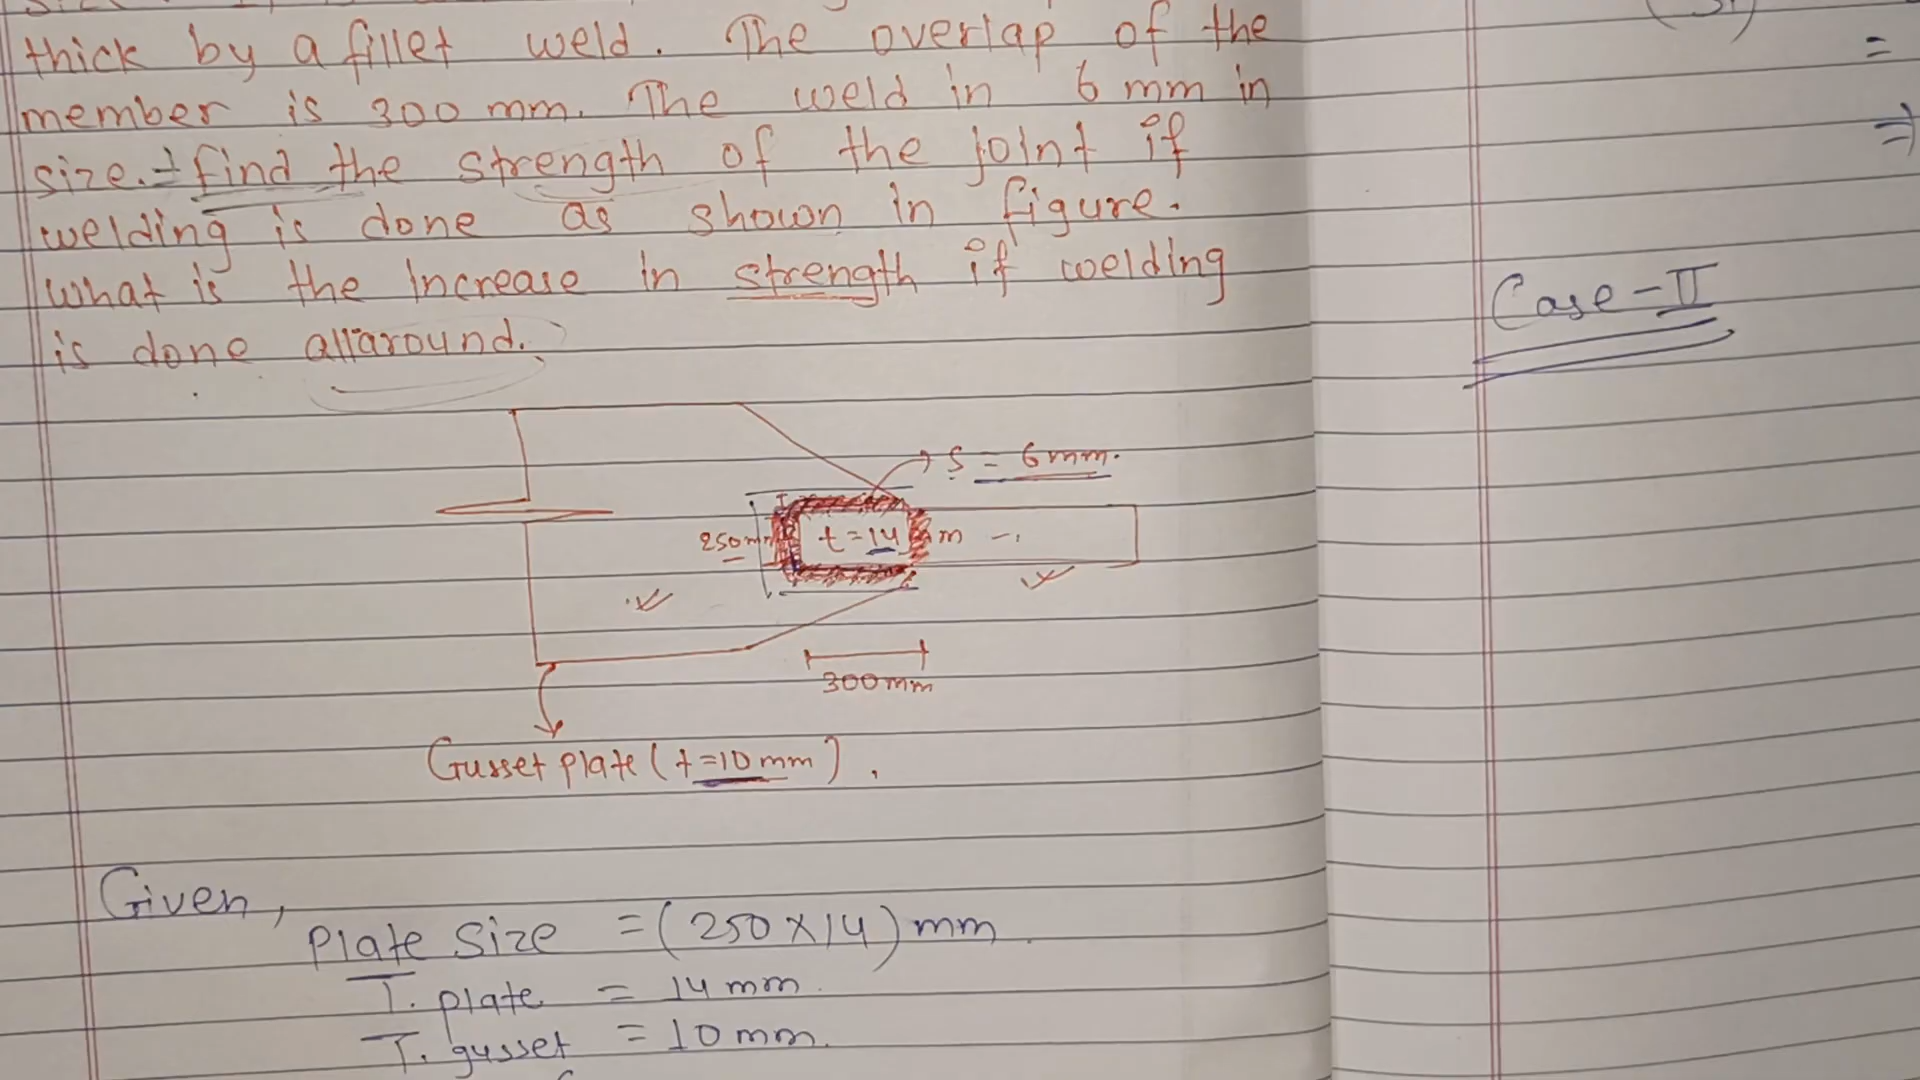 thick by a fillet weld. The overlap of the
member is 300 mm. The weld in 6 mm in
size. find the strength of the joint if
welding is done as shown in figure.
what is the increase in strength if welding
is done allaround.
S = 6mm.
250mm
t=14 mm
300mm
Gusset plate (t=10mm).
Given,
Plate size = (250×14) mm.
T. plate = 14 mm.
T. gusset = 10 mm.
=
⇒
Case-II